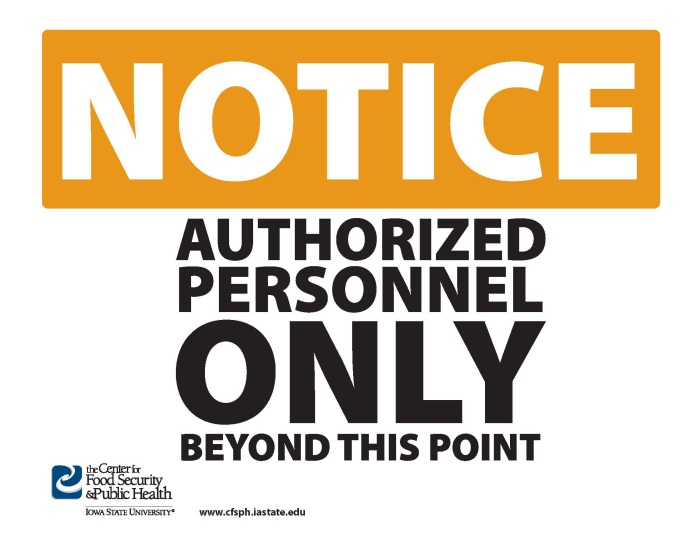 NOTICE
AUTHORIZED
PERSONNEL
ONLY
BEYOND THIS POINT
the Center for
Food Security
&Public Health
IOWA STATE UNIVERSITY®
www.cfsph.iastate.edu